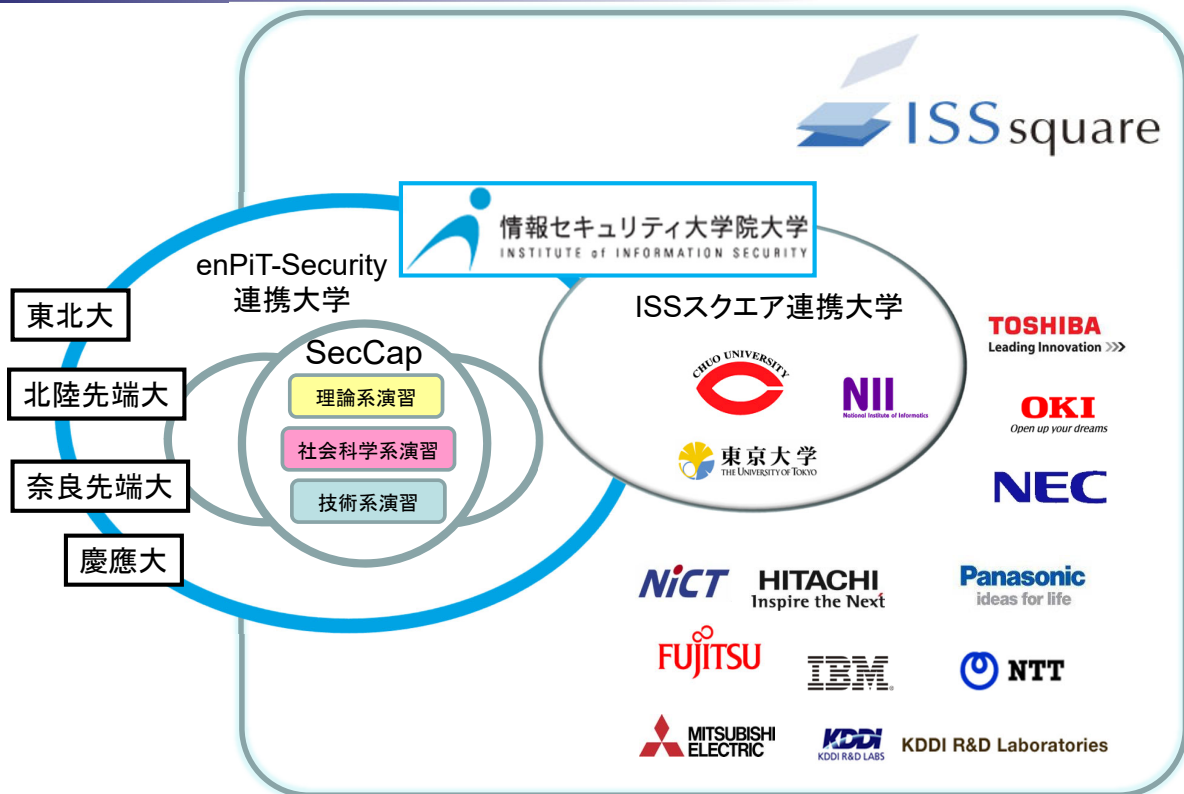 ISS square
情報セキュリティ大学院大学
INSTITUTE of INFORMATION SECURITY
enPiT-Security
連携大学
ISSスクエア連携大学
東北大
北陸先端大
奈良先端大
慶應大
SecCap
理論系演習
社会科学系演習
技術系演習
CHUO UNIVERSITY
NII
National Institute of Informatics
東京大学
THE UNIVERSITY OF TOKYO
TOSHIBA
Leading Innovation >>>
OKI
Open up your dreams
NEC
NiCT
HITACHI
Inspire the Next
Panasonic
ideas for life
FUJITSU
IBM.
NTT
MITSUBISHI
ELECTRIC
KDDI
KDDI R&D LABS
KDDI R&D Laboratories